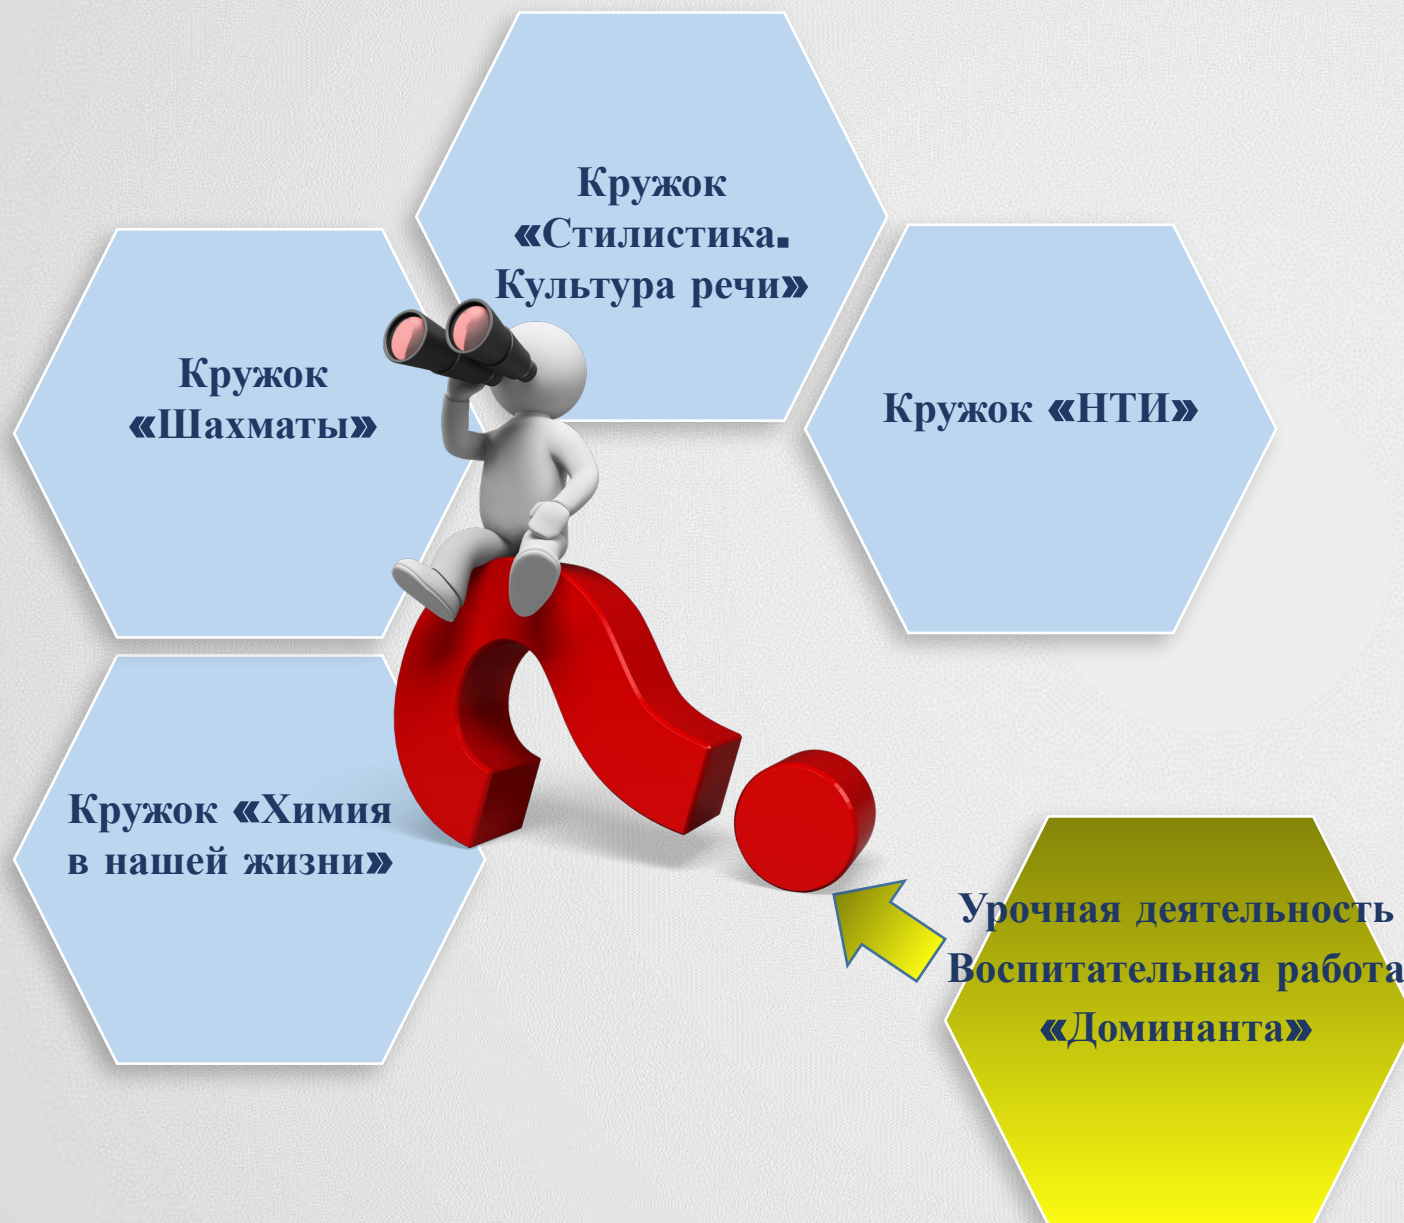 Кружок
«Стилистика.
Культура речи»
Кружок
«Шахматы»
Кружок «НТИ»
Кружок «Химия
в нашей жизни»
Урочная деятельность
Воспитательная работа
«Доминанта»